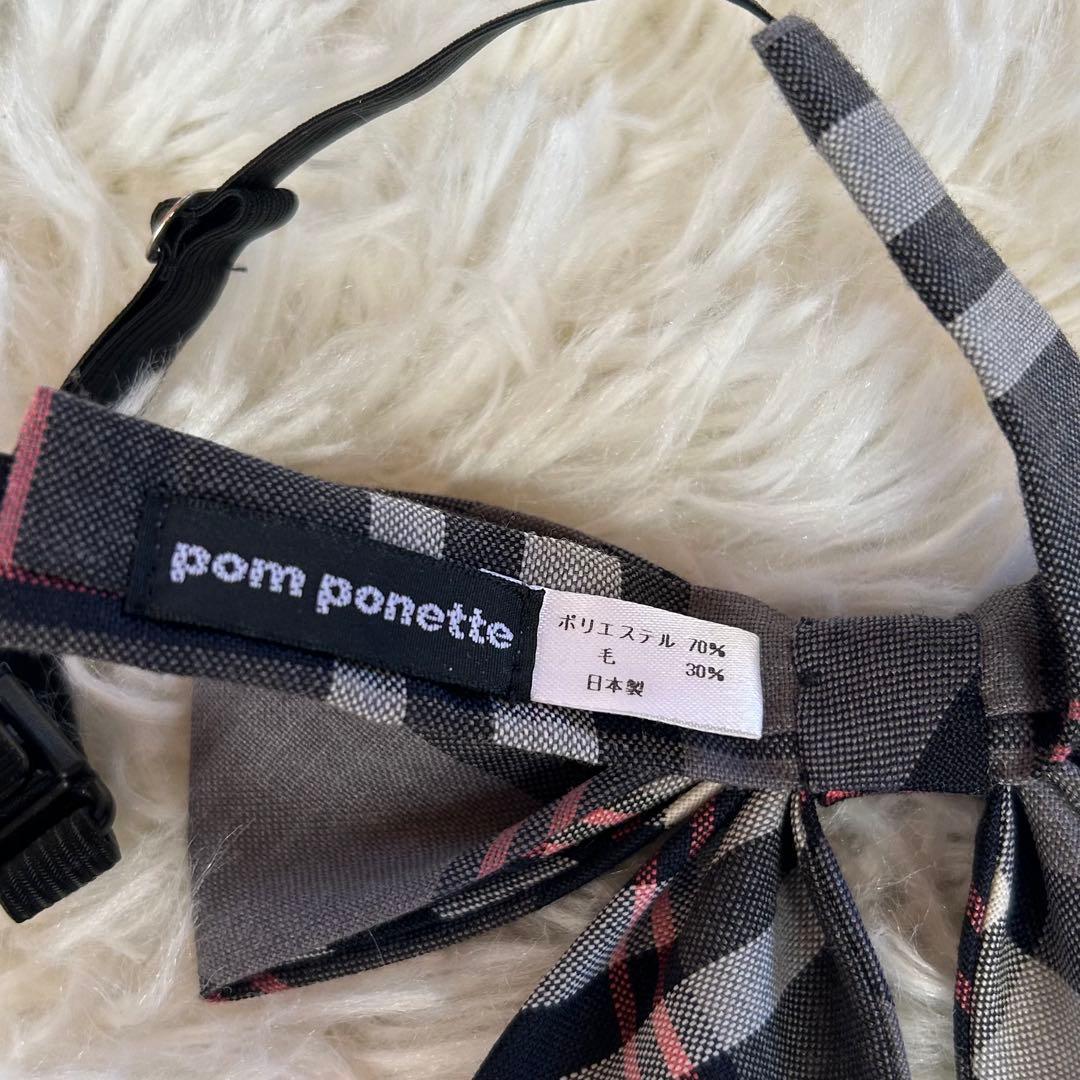 pom ponette
ポリエステル 70%
毛 30%
日本製